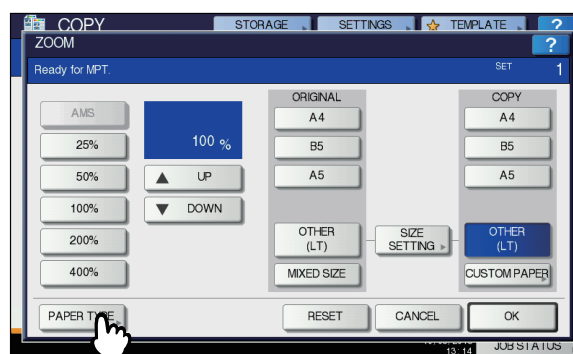 COPY STORAGE SETTINGS TEMPLATE ?
ZOOM ?
Ready for MPT. SET 1
ORIGINAL COPY
AMS A4 A4
100 %
25% B5 B5
50% UP A5 A5
100% DOWN
200% OTHER (LT) SIZE SETTING OTHER (LT)
400% MIXED SIZE CUSTOM PAPER
PAPER TYPE RESET CANCEL OK
13:14 JOB STATUS